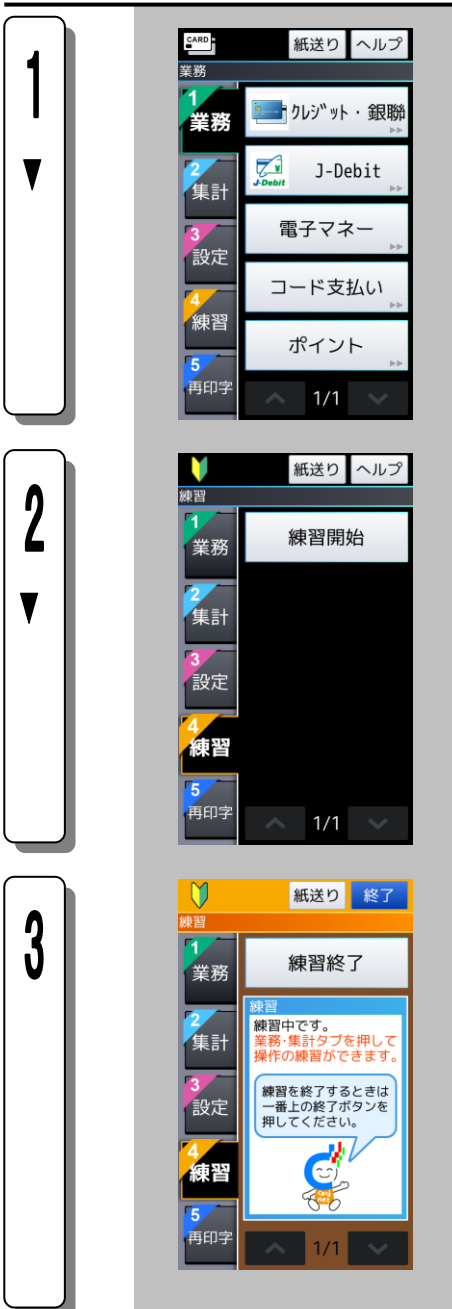 1
▼
CARD
紙送り ヘルプ
業務
1
業務
クレジット・銀聯
2
集計
J-Debit
J-Debit
3
設定
電子マネー
4
練習
コード支払い
5
再印字
ポイント
1/1
2
▼
紙送り ヘルプ
練習
1
業務
練習開始
2
集計
3
設定
4
練習
5
再印字
1/1
3
紙送り 終了
練習
1
業務
練習終了
2
集計
練習
練習中です。
業務・集計タブを押して
操作の練習ができます。
3
設定
練習を終了するときは
一番上の終了ボタンを
押してください。
4
練習
5
再印字
1/1